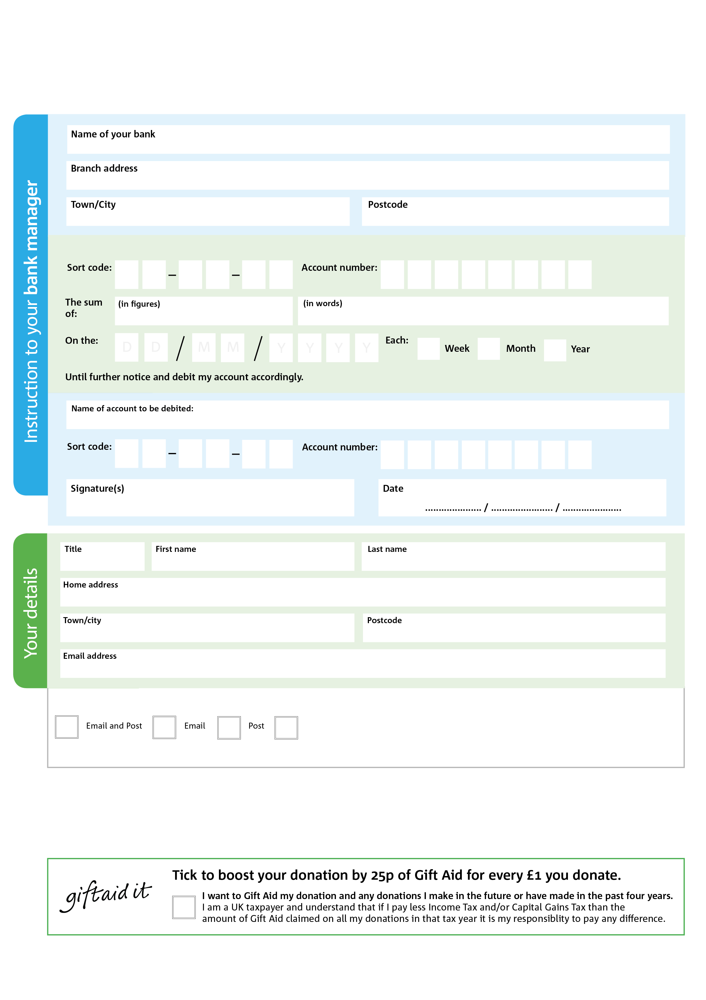 Instruction to your bank manager
Name of your bank
Branch address
Town/City Postcode
Sort code: – – Account number:
The sum of: (in figures) (in words)
On the: D D / M M / Y Y Y Y Each: Week Month Year
Until further notice and debit my account accordingly.
Name of account to be debited:
Sort code: – – Account number:
Signature(s) Date
...................... / ........................ / .......................
Your details
Title First name Last name
Home address
Town/city Postcode
Email address
Email and Post Email Post
giftaid it
Tick to boost your donation by 25p of Gift Aid for every £1 you donate.
I want to Gift Aid my donation and any donations I make in the future or have made in the past four years.
I am a UK taxpayer and understand that if I pay less Income Tax and/or Capital Gains Tax than the
amount of Gift Aid claimed on all my donations in that tax year it is my responsiblity to pay any difference.